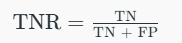 TNR = TN / TN + FP